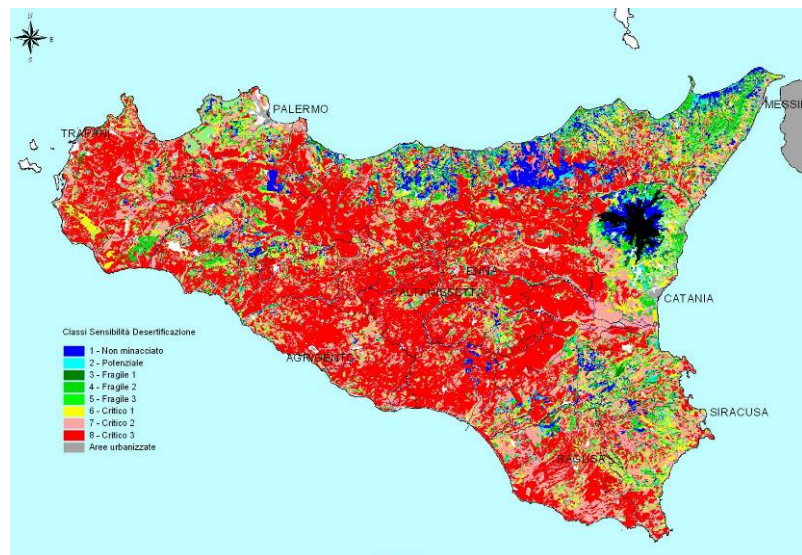 N
E
S
PALERMO
MESSI
TRAPANI
ENNA
CALTANISSETTA
CATANIA
AGRIGENTO
SIRACUSA
RAGUSA
Classi Sensibilità Desertificazione
1 - Non minacciato
2 - Potenziale
3 - Fragile 1
4 - Fragile 2
5 - Fragile 3
6 - Critico 1
7 - Critico 2
8 - Critico 3
Aree urbanizzate